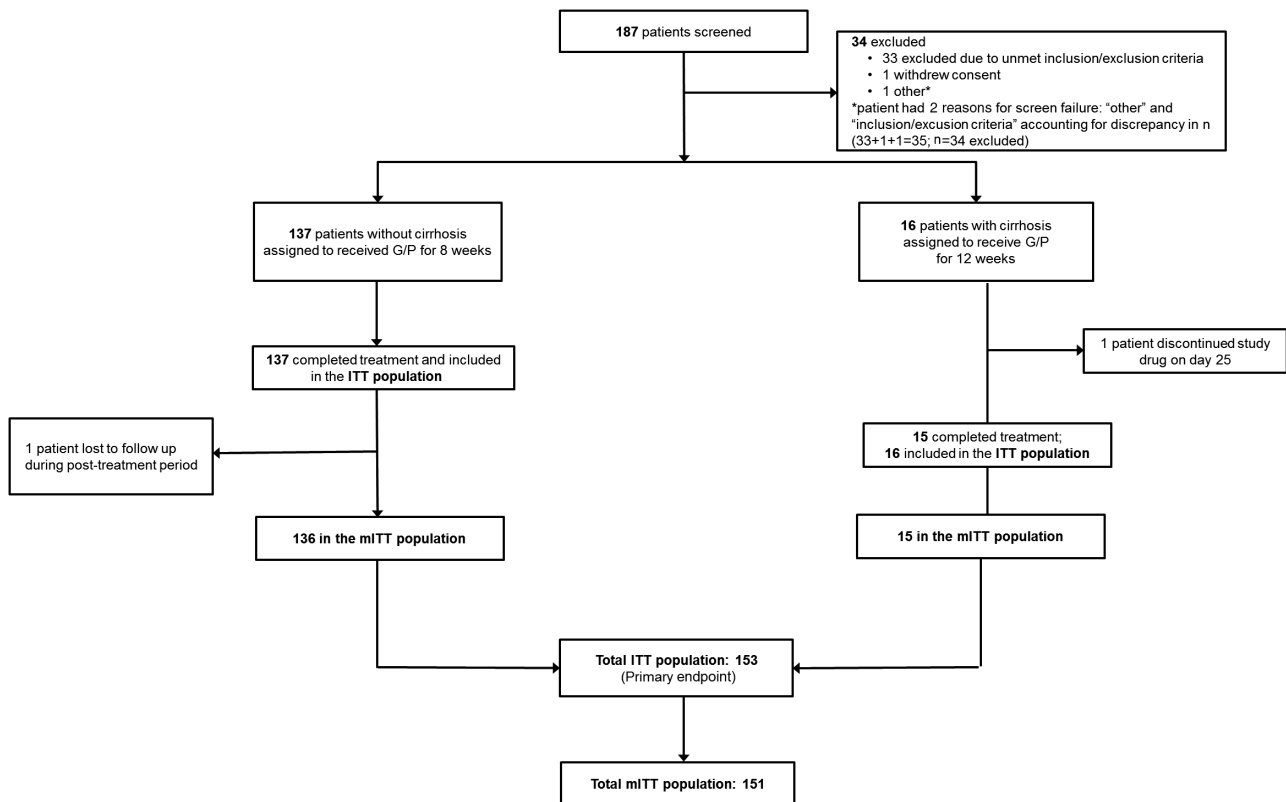 187 patients screened
34 excluded
• 33 excluded due to unmet inclusion/exclusion criteria
• 1 withdrew consent
• 1 other*
*patient had 2 reasons for screen failure: “other” and
“inclusion/excusion criteria” accounting for discrepancy in n
(33+1+1=35; n=34 excluded)
137 patients without cirrhosis
assigned to received G/P for 8 weeks
16 patients with cirrhosis
assigned to receive G/P
for 12 weeks
137 completed treatment and included
in the ITT population
1 patient discontinued study
drug on day 25
1 patient lost to follow up
during post-treatment period
15 completed treatment;
16 included in the ITT population
136 in the mITT population
15 in the mITT population
Total ITT population: 153
(Primary endpoint)
Total mITT population: 151